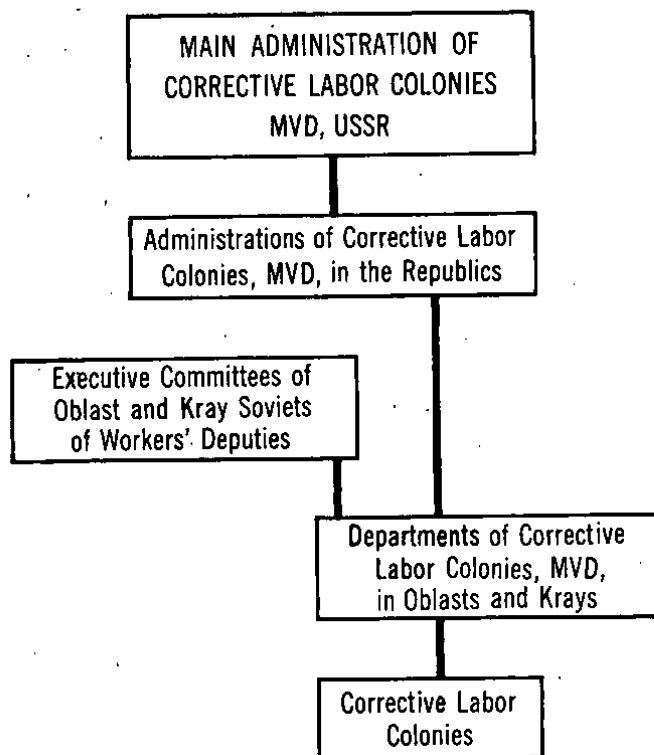 MAIN ADMINISTRATION OF
CORRECTIVE LABOR COLONIES
MVD, USSR
Administrations of Corrective Labor
Colonies, MVD, in the Republics
Executive Committees of
Oblast and Kray Soviets
of Workers' Deputies
Departments of Corrective
Labor Colonies, MVD,
in Oblasts and Krays
Corrective Labor
Colonies